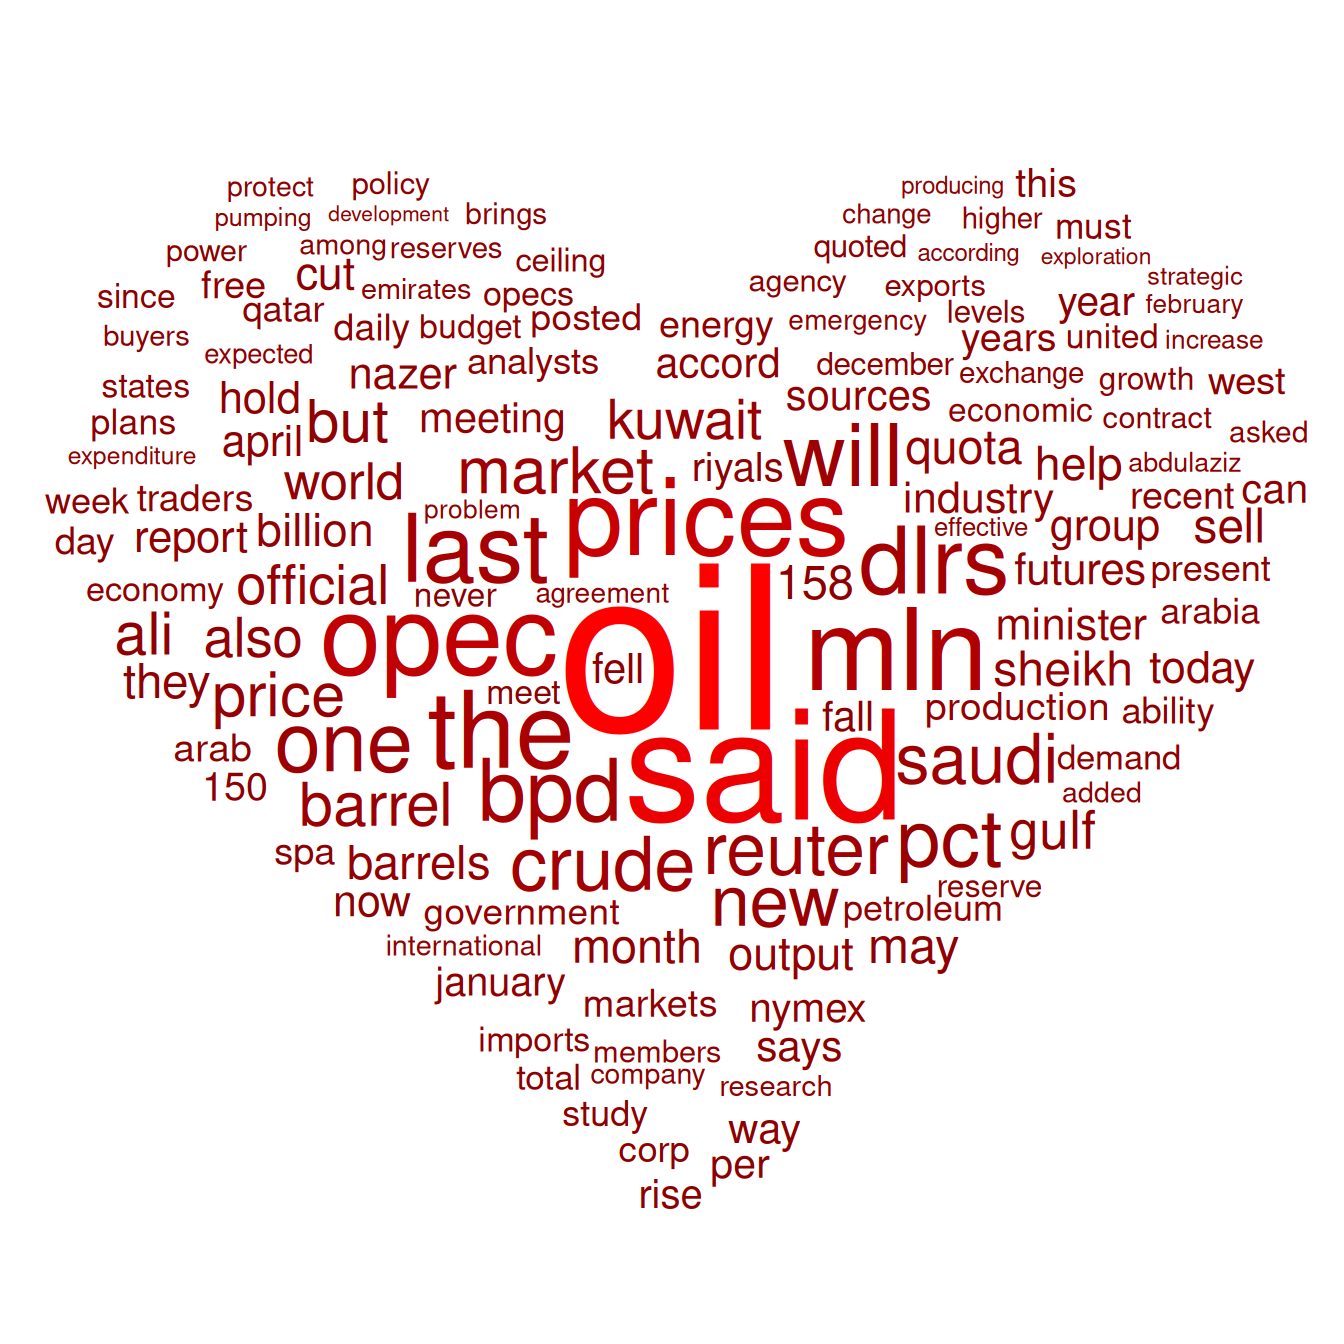 protect policy producing this
pumping development brings change higher must
power among reserves ceiling quoted according exploration
since free cut emirates opecs agency exports strategic
qatar daily budget posted energy emergency levels year february
buyers expected analysts accord december years united increase
states hold nazer meeting kuwait sources exchange growth west
plans april but economic contract asked
expenditure world market riyals will quota help abdulaziz
week traders problem prices industry recent can
day report billion last effective group sell
economy official never agreement 158 dlrs futures present
ali also opec oil mln minister arabia
they price meet fell sheikh today
arab one the fall production ability
150 bpd said saudi demand
barrel added
spa barrels crude reuter pct gulf
now government new petroleum reserve
international month output may
january markets nymex
imports members says
total company research
study way
corp per
rise